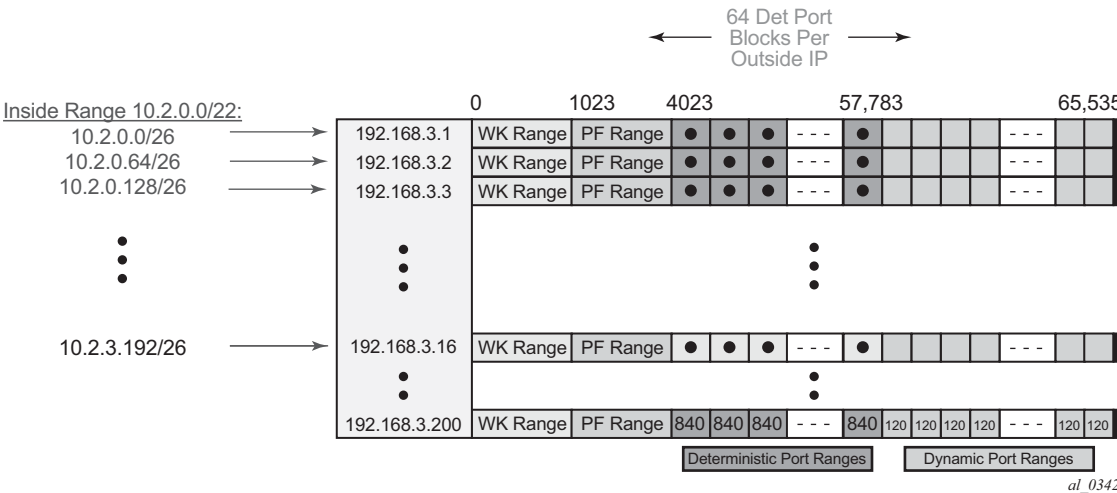 64 Det Port
Blocks Per
Outside IP
0 1023 4023 57,783 65,535
Inside Range 10.2.0.0/22:
10.2.0.0/26 192.168.3.1 WK Range PF Range - - - - - -
10.2.0.64/26 192.168.3.2 WK Range PF Range - - - - - -
10.2.0.128/26 192.168.3.3 WK Range PF Range - - - - - -
10.2.3.192/26 192.168.3.16 WK Range PF Range - - - - - -
192.168.3.200 WK Range PF Range 840 840 840 - - - 840 120 120 120 120 - - - 120 120
Deterministic Port Ranges Dynamic Port Ranges
al_0342